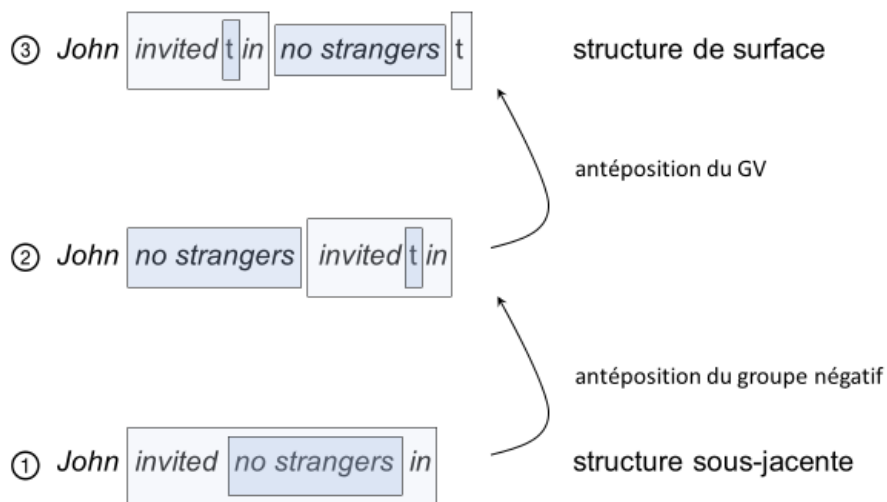 ③ John invited t in no strangers t structure de surface
antéposition du GV
② John no strangers invited t in
antéposition du groupe négatif
① John invited no strangers in structure sous-jacente